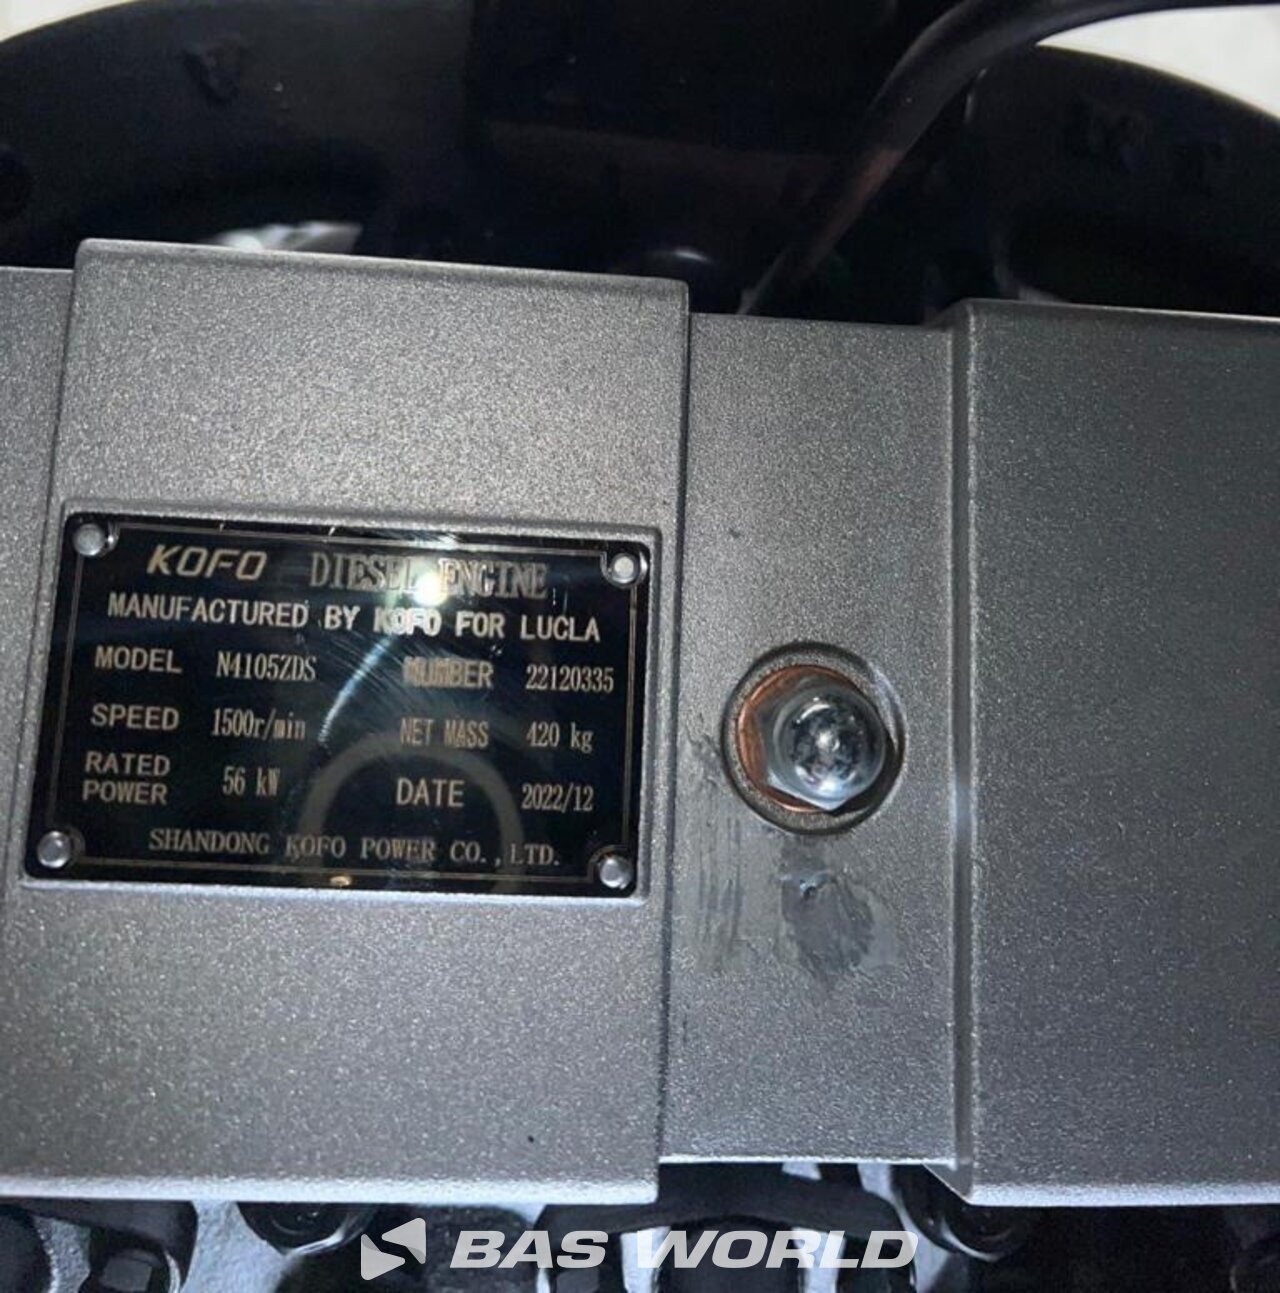 KOFO DIESEL ENGINE
MANUFACTURED BY KOFO FOR LUCLA
MODEL N4105ZDS NUMBER 22120335
SPEED 1500r/min NET MASS 420 kg
RATED POWER 56 kW DATE 2022/12
SHANDONG KOFO POWER CO., LTD.
BAS WORLD